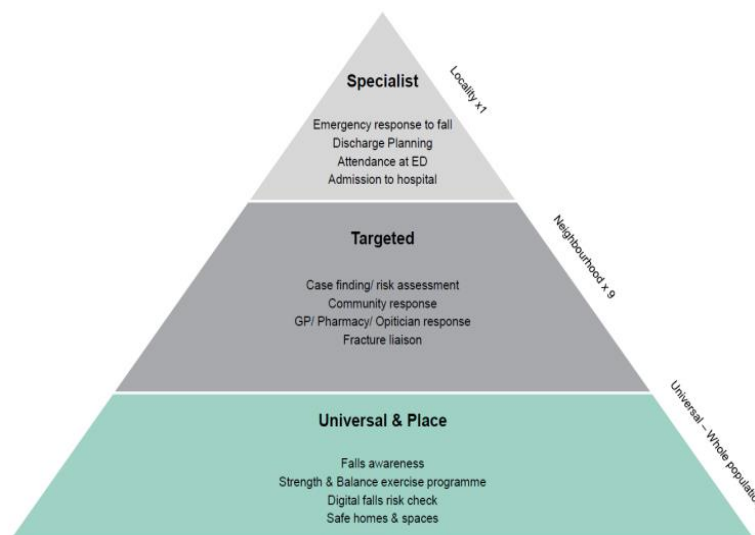 Specialist
Locality x1
Emergency response to fall
Discharge Planning
Attendance at ED
Admission to hospital
Targeted
Neighbourhood x 9
Case finding/ risk assessment
Community response
GP/ Pharmacy/ Opitician response
Fracture liaison
Universal & Place
Universal – Whole population
Falls awareness
Strength & Balance exercise programme
Digital falls risk check
Safe homes & spaces